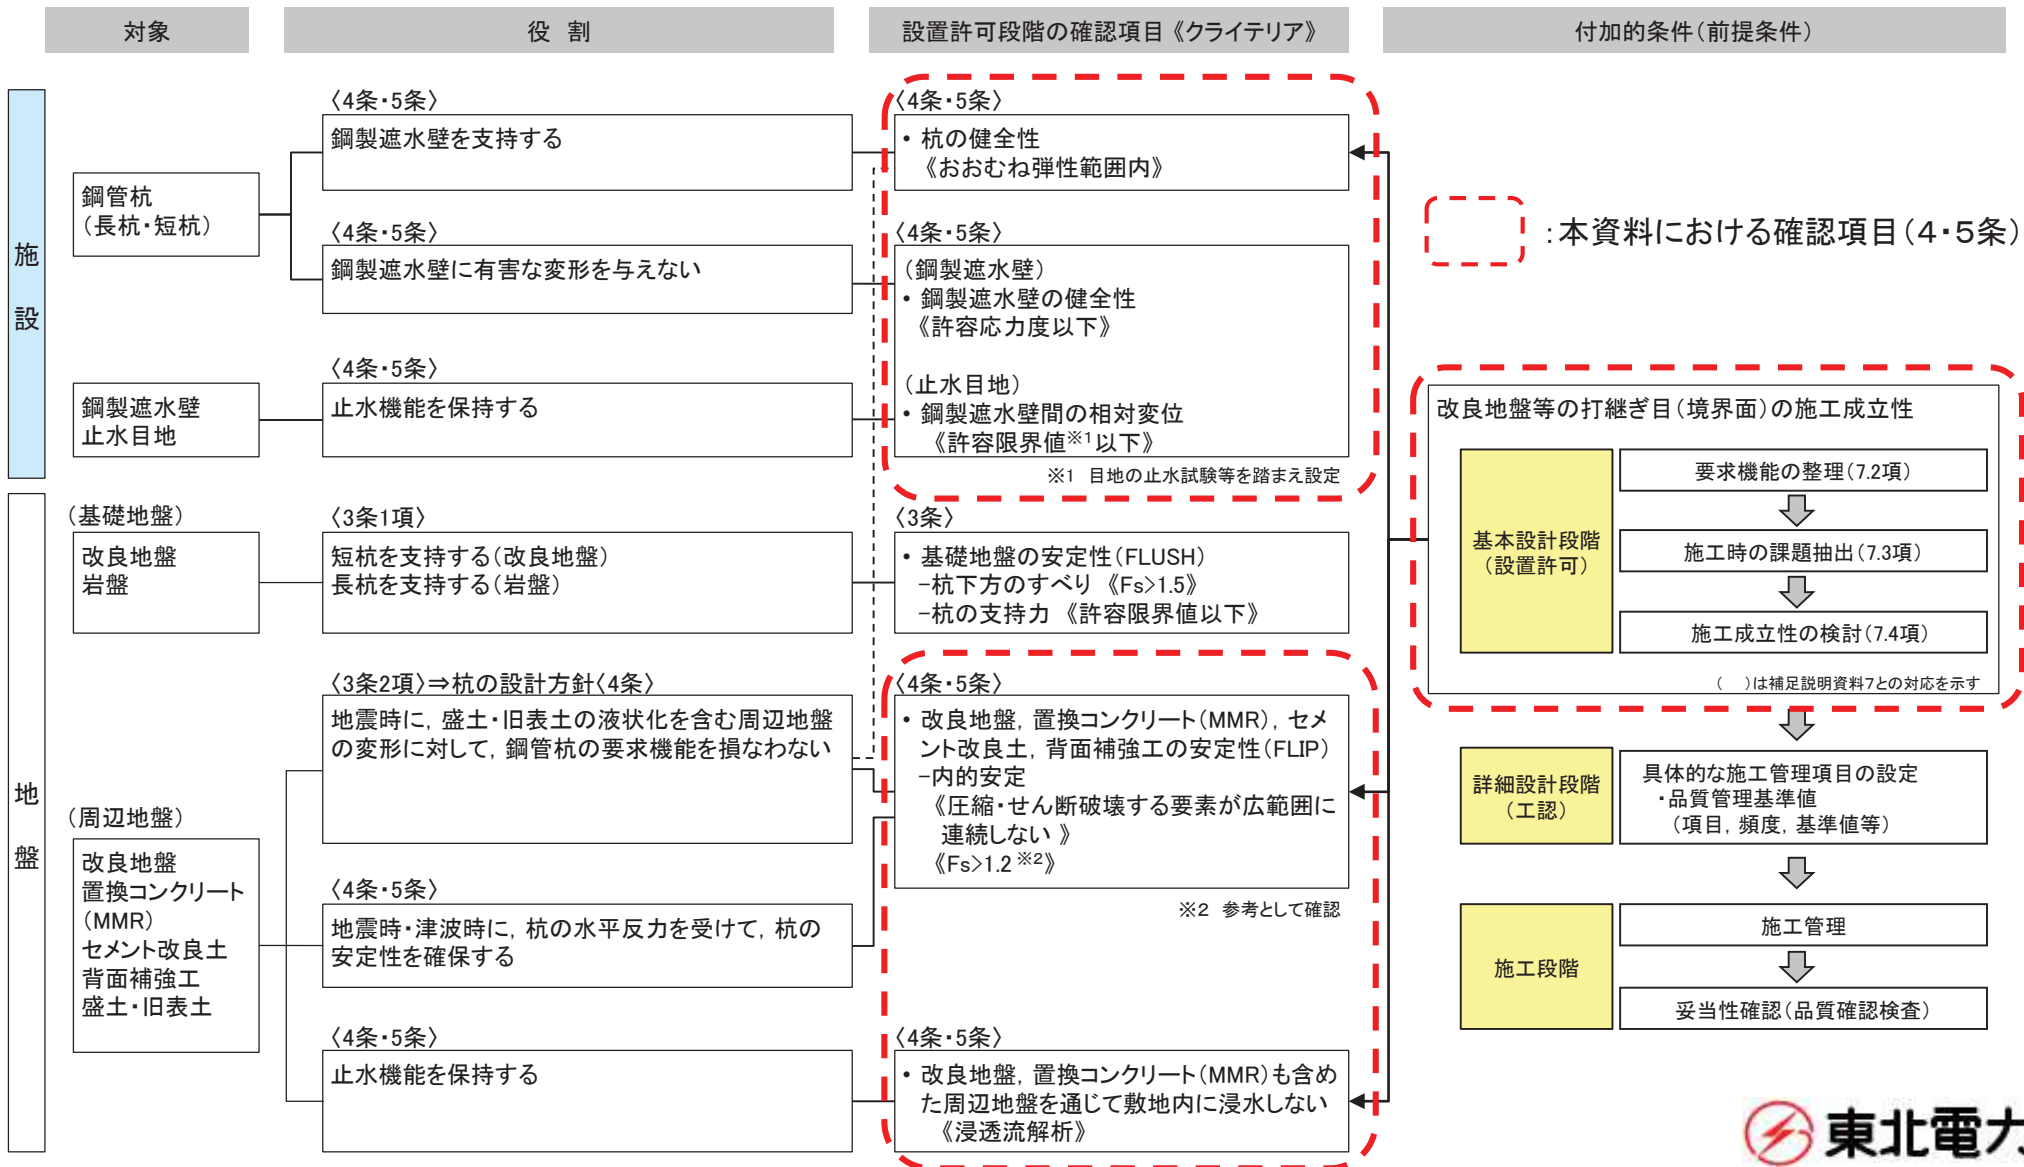 対象
役 割
設置許可段階の確認項目《クライテリア》
付加的条件(前提条件)
施設
鋼管杭
(長杭・短杭)
〈4条・5条〉
鋼製遮水壁を支持する
〈4条・5条〉
・ 杭の健全性
《おおむね弾性範囲内》
〈4条・5条〉
鋼製遮水壁に有害な変形を与えない
〈4条・5条〉
(鋼製遮水壁)
・ 鋼製遮水壁の健全性
《許容応力度以下》
(止水目地)
・ 鋼製遮水壁間の相対変位
《許容限界値※1以下》
※1 目地の止水試験等を踏まえ設定
鋼製遮水壁
止水目地
〈4条・5条〉
止水機能を保持する
地盤
(基礎地盤)
改良地盤
岩盤
〈3条1項〉
短杭を支持する(改良地盤)
長杭を支持する(岩盤)
〈3条〉
・ 基礎地盤の安定性(FLUSH)
-杭下方のすべり 《Fs>1.5》
-杭の支持力 《許容限界値以下》
(周辺地盤)
改良地盤
置換コンクリート
(MMR)
セメント改良土
背面補強工
盛土・旧表土
〈3条2項〉⇒杭の設計方針〈4条〉
地震時に, 盛土・旧表土の液状化を含む周辺地盤
の変形に対して, 鋼管杭の要求機能を損なわない
〈4条・5条〉
・ 改良地盤, 置換コンクリート(MMR), セメ
ント改良土, 背面補強工の安定性(FLIP)
-内的安定
《圧縮・せん断破壊する要素が広範囲に
連続しない 》
《Fs>1.2 ※2》
※2 参考として確認
〈4条・5条〉
地震時・津波時に, 杭の水平反力を受けて, 杭の
安定性を確保する
〈4条・5条〉
止水機能を保持する
〈4条・5条〉
・ 改良地盤, 置換コンクリート(MMR)も含め
た周辺地盤を通じて敷地内に浸水しない
《浸透流解析》
:本資料における確認項目(4・5条)
改良地盤等の打継ぎ目(境界面)の施工成立性
基本設計段階
(設置許可)
要求機能の整理(7.2項)
施工時の課題抽出(7.3項)
施工成立性の検討(7.4項)
( )は補足説明資料7との対応を示す
詳細設計段階
(工認)
具体的な施工管理項目の設定
・品質管理基準値
(項目, 頻度, 基準値等)
施工段階
施工管理
妥当性確認(品質確認検査)
東北電力